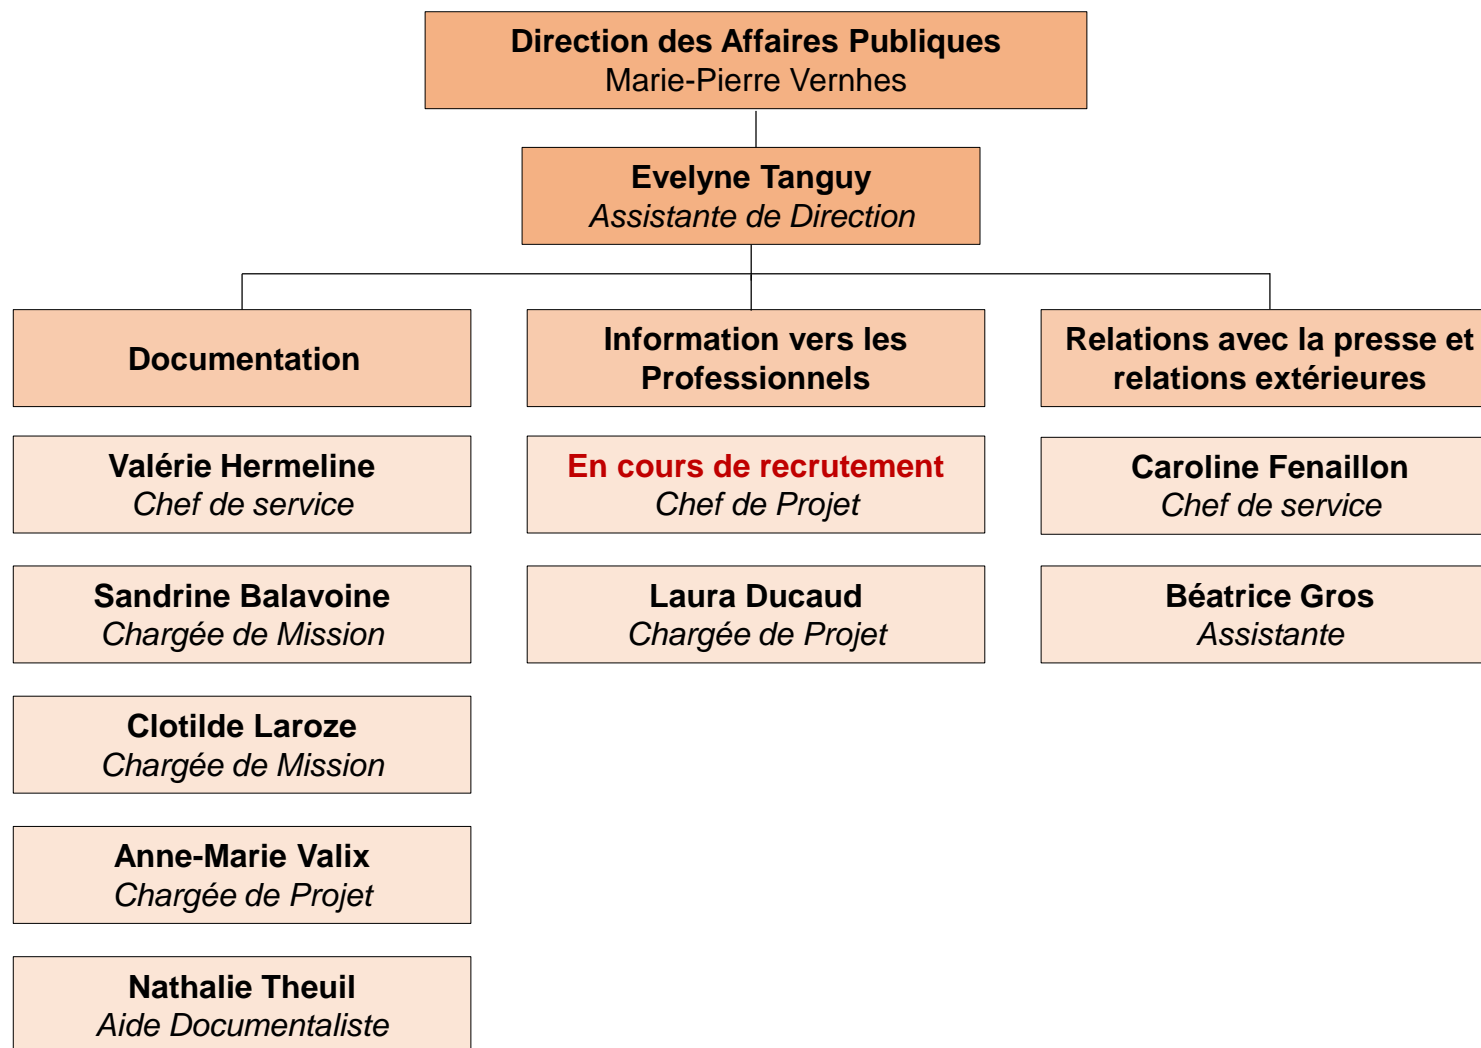 Direction des Affaires Publiques
Marie-Pierre Vernhes
Evelyne Tanguy
Assistante de Direction
Documentation
Valérie Hermeline
Chef de service
Sandrine Balavoine
Chargée de Mission
Clotilde Laroze
Chargée de Mission
Anne-Marie Valix
Chargée de Projet
Nathalie Theuil
Aide Documentaliste
Information vers les
Professionnels
En cours de recrutement
Chef de Projet
Laura Ducaud
Chargée de Projet
Relations avec la presse et
relations extérieures
Caroline Fenaillon
Chef de service
Béatrice Gros
Assistante